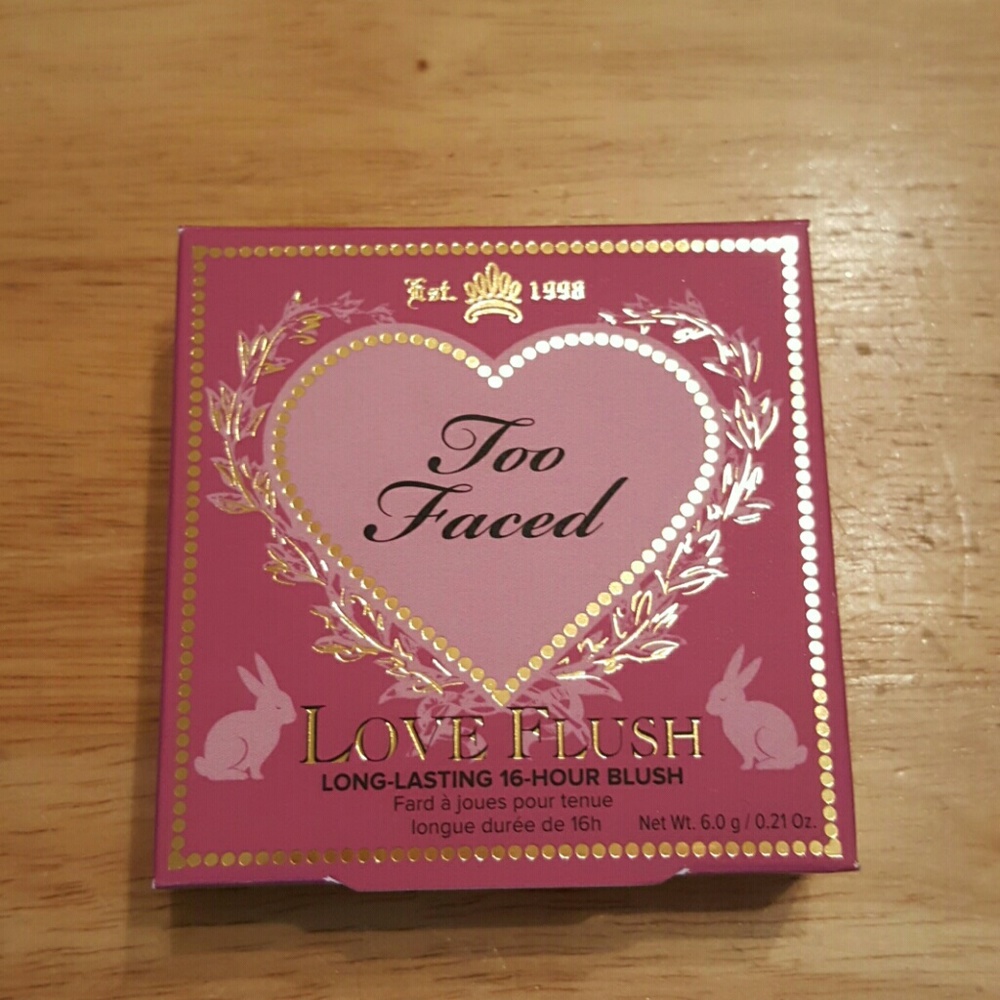 Est. 1998
Too
Faced
LOVE FLUSH
LONG-LASTING 16-HOUR BLUSH
Fard à joues pour tenue
longue durée de 16h
Net Wt. 6.0 g / 0.21 Oz.